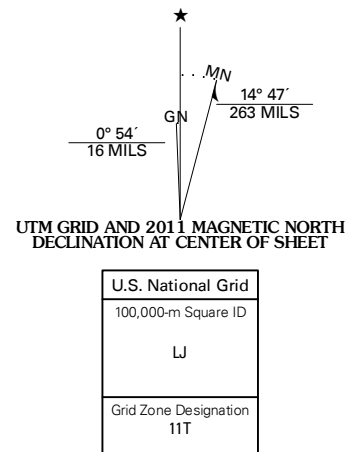 ★
MN
GN
0° 54´
16 MILS
14° 47´
263 MILS
UTM GRID AND 2011 MAGNETIC NORTH
DECLINATION AT CENTER OF SHEET
U.S. National Grid
100,000-m Square ID
LJ
Grid Zone Designation
11T